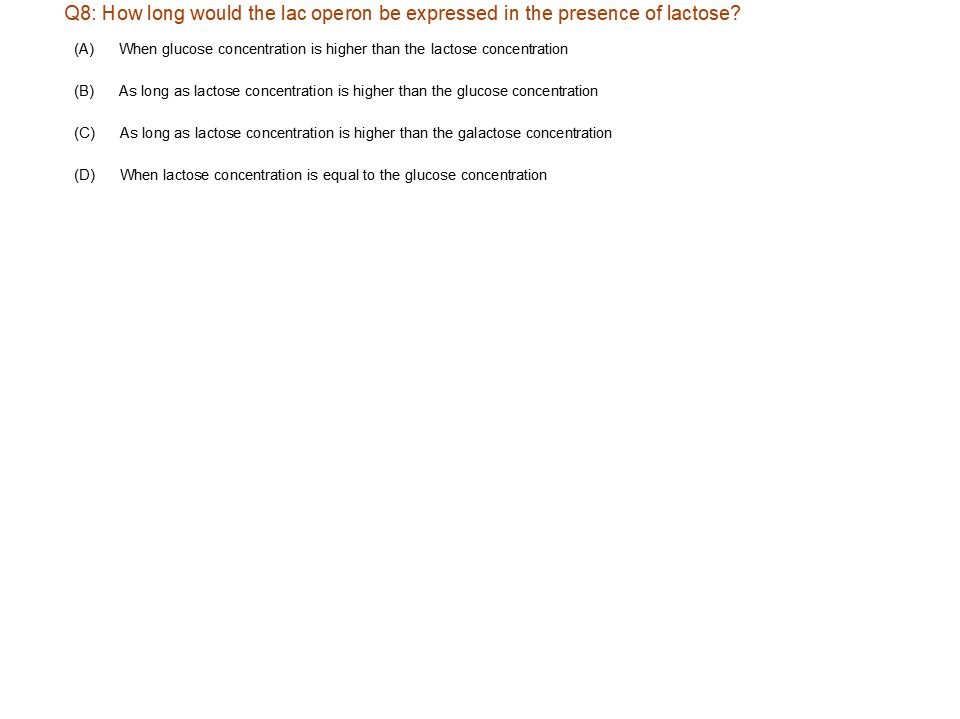 Q8: How long would the lac operon be expressed in the presence of lactose?
(A) When glucose concentration is higher than the lactose concentration
(B) As long as lactose concentration is higher than the glucose concentration
(C) As long as lactose concentration is higher than the galactose concentration
(D) When lactose concentration is equal to the glucose concentration